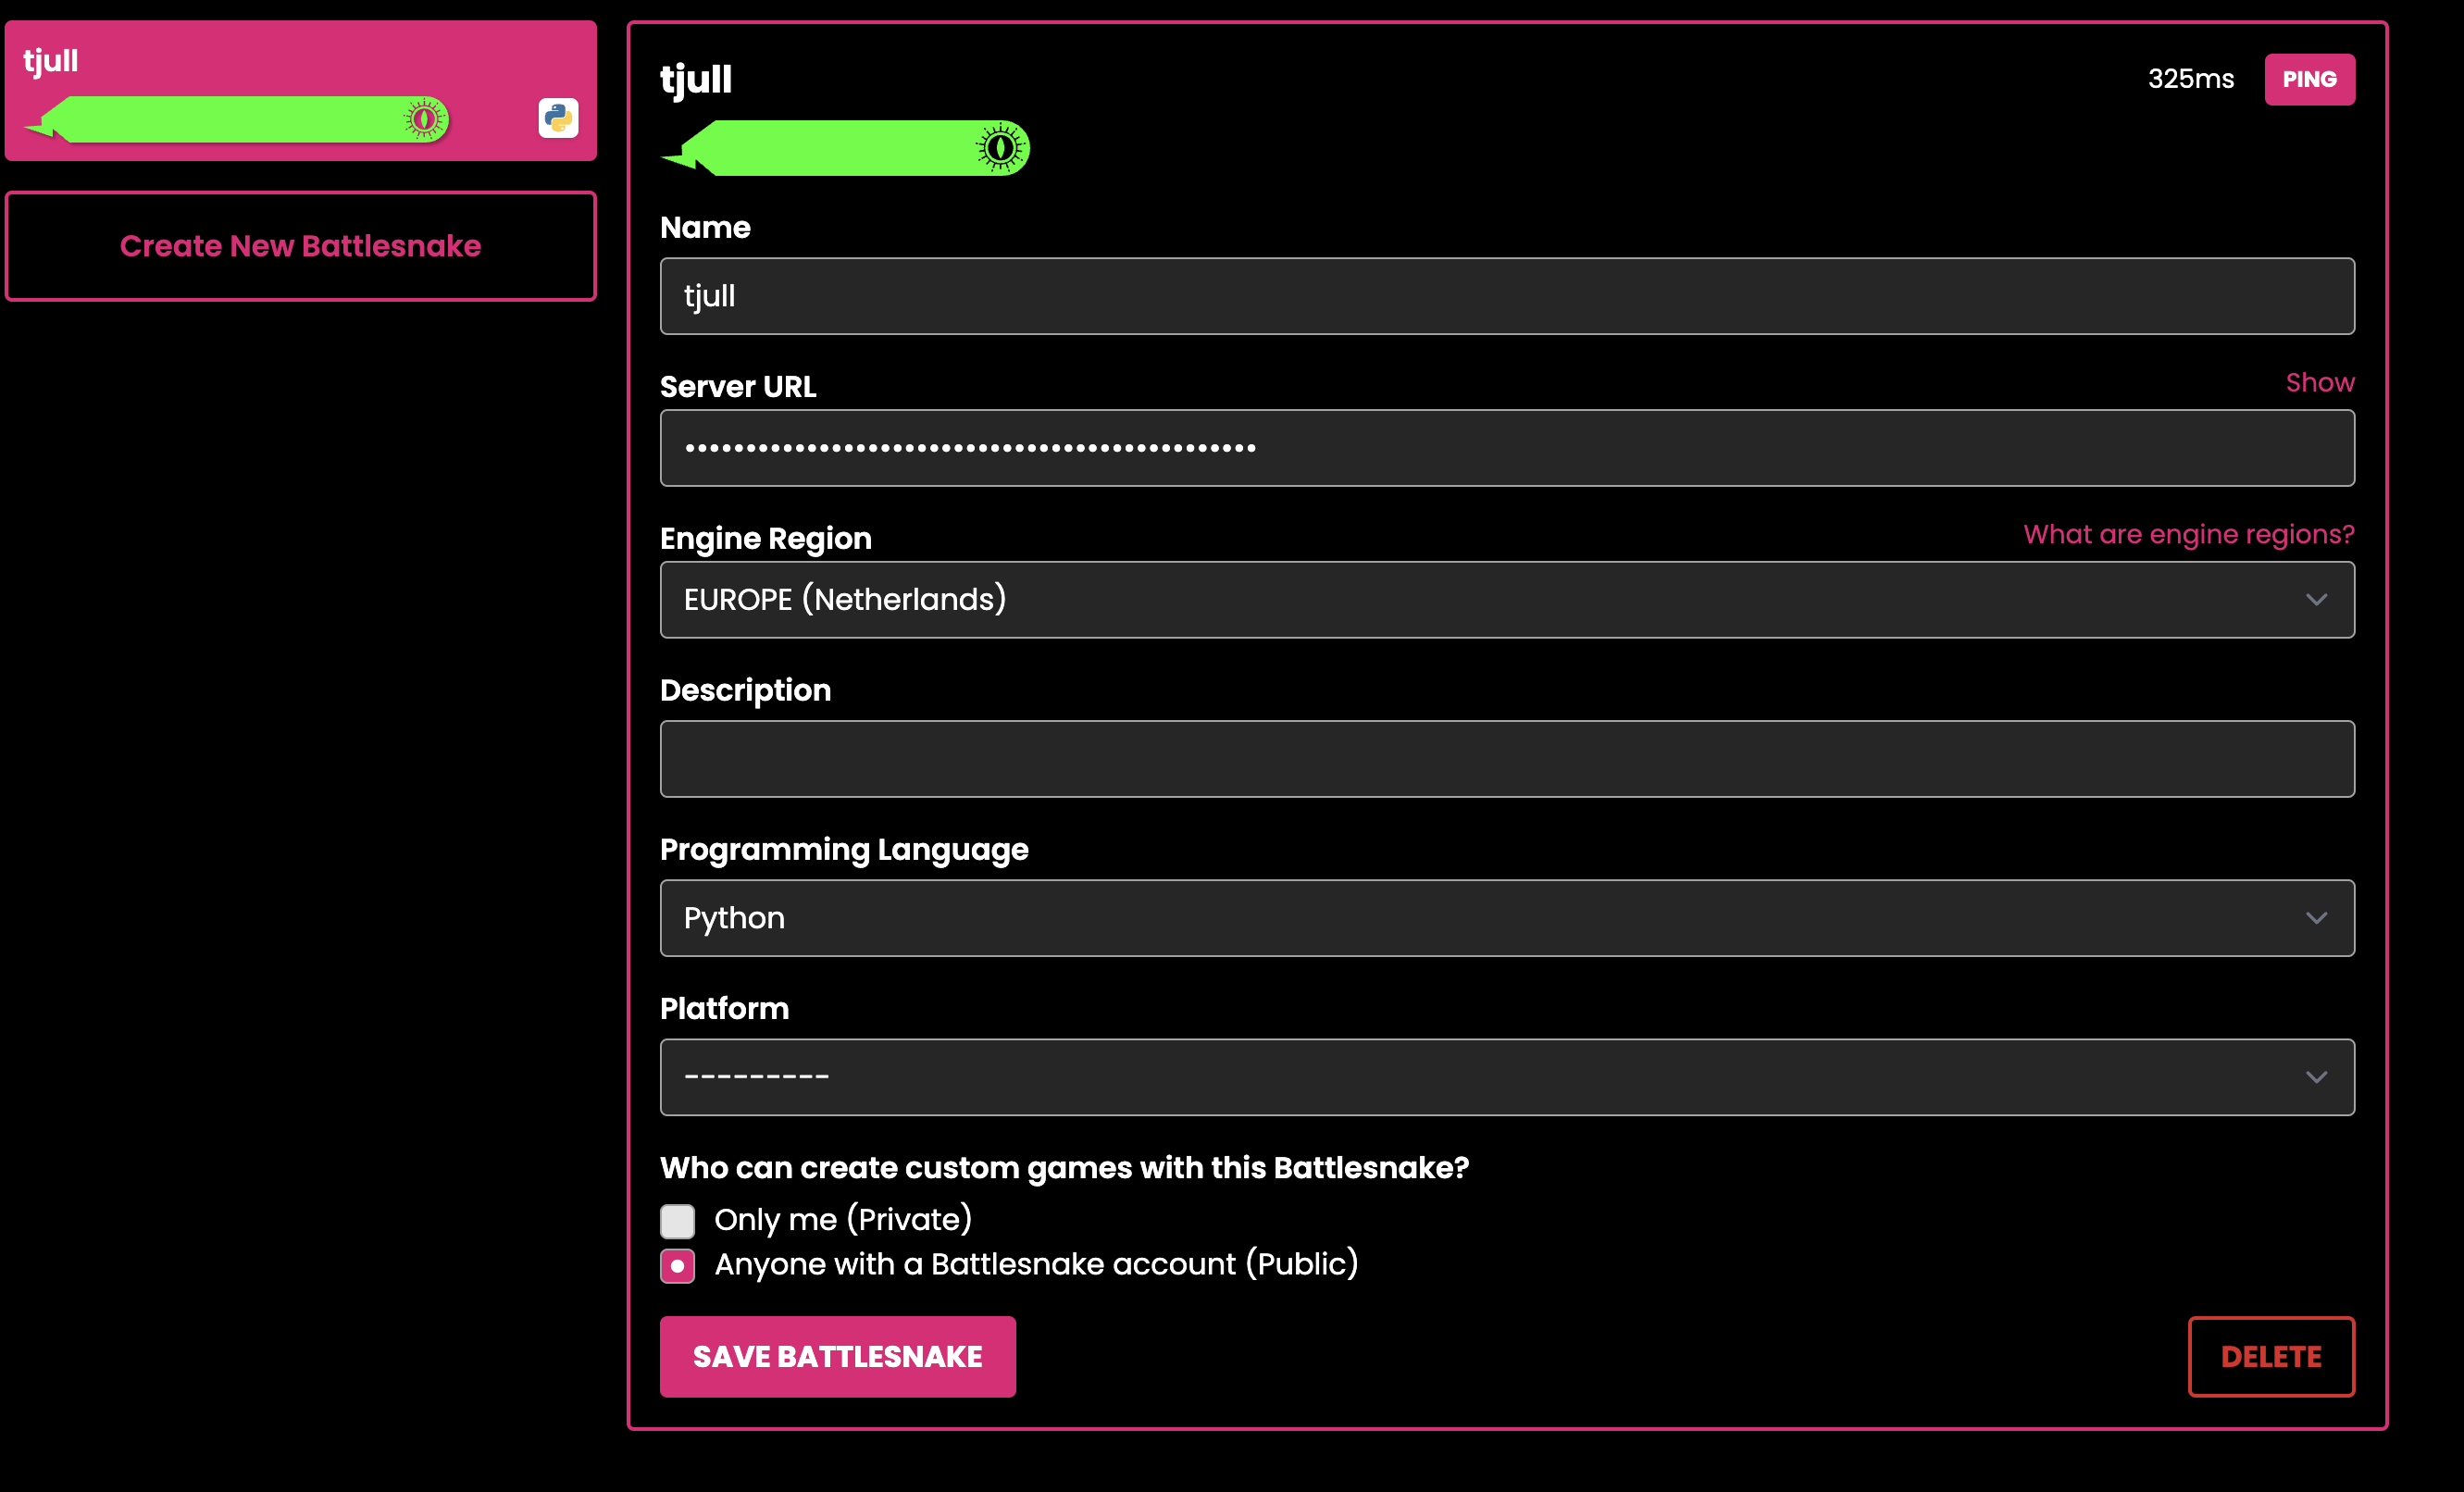 tjull
Create New Battlesnake
tjull
325ms
PING
Name
tjull
Server URL
Show
•••••••••••••••••••••••••••••••••••••••••••••••
Engine Region
What are engine regions?
EUROPE (Netherlands)
Description
Programming Language
Python
Platform
---------
Who can create custom games with this Battlesnake?
Only me (Private)
Anyone with a Battlesnake account (Public)
SAVE BATTLESNAKE
DELETE